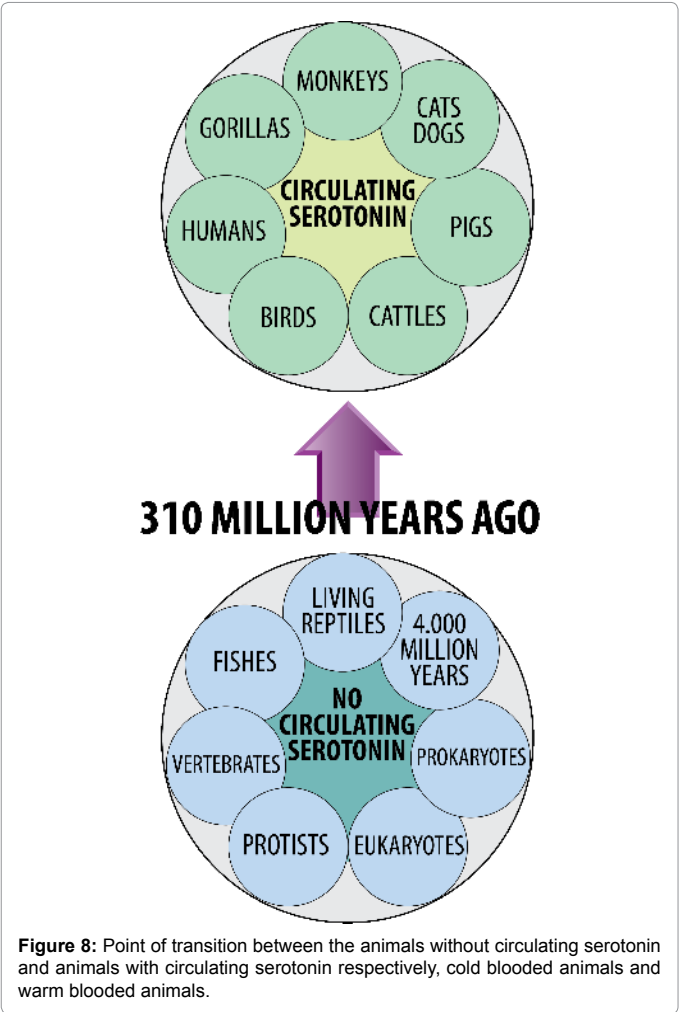 MONKEYS
GORILLAS
CATS
DOGS
CIRCULATING
SEROTONIN
HUMANS
PIGS
BIRDS
CATTLES
310 MILLION YEARS AGO
LIVING
REPTILES
4.000
MILLION
YEARS
FISHES
NO
CIRCULATING
SEROTONIN
VERTEBRATES
PROKARYOTES
PROTISTS
EUKARYOTES
Figure 8: Point of transition between the animals without circulating serotonin
and animals with circulating serotonin respectively, cold blooded animals and
warm blooded animals.